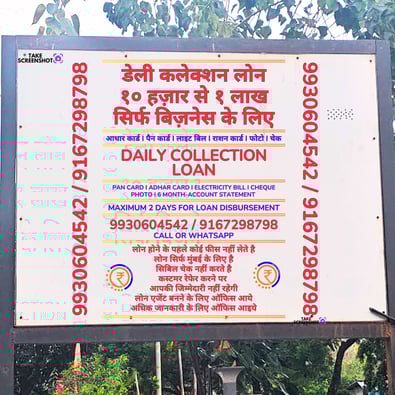 TAKE
SCREENSHOT
डेली कलेक्शन लोन
१० हज़ार से १ लाख
सिर्फ बिज़नेस के लिए
आधार कार्ड । पैन कार्ड । लाइट बिल । राशन कार्ड । फोटो । चेक
DAILY COLLECTION
LOAN
PAN CARD I ADHAR CARD I ELECTRICITY BILL I CHEQUE
PHOTO I 6 MONTH ACCOUNT STATEMENT
MAXIMUM 2 DAYS FOR LOAN DISBURSEMENT
9930604542 / 9167298798
CALL OR WHATSAPP
लोन होने के पहले कोई फीस नहीं लेते है
लोन सिर्फ मुंबई के लिए है
सिबिल चेक नहीं करते है
कस्टमर रेफेर करने पर
आपकी जिम्मेदारी नहीं रहेगी
लोन एजेंट बनने के लिए ऑफिस आये
अधिक जानकारी के लिए ऑफिस आइये
₹
₹
9930604542 / 9167298798
9930604542 / 9167298798
TAKE
SCREENSHOT